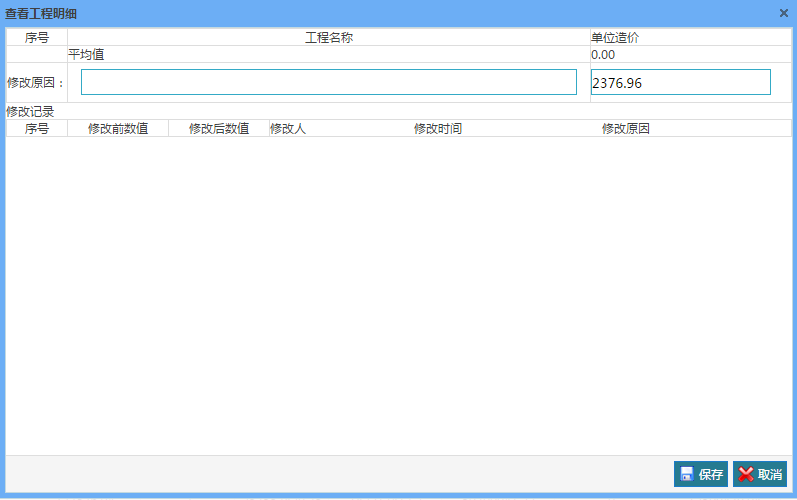 查看工程明细
序号 工程名称 单位造价
平均值 0.00
修改原因： 2376.96
修改记录
序号 修改前数值 修改后数值 修改人 修改时间 修改原因
保存 取消